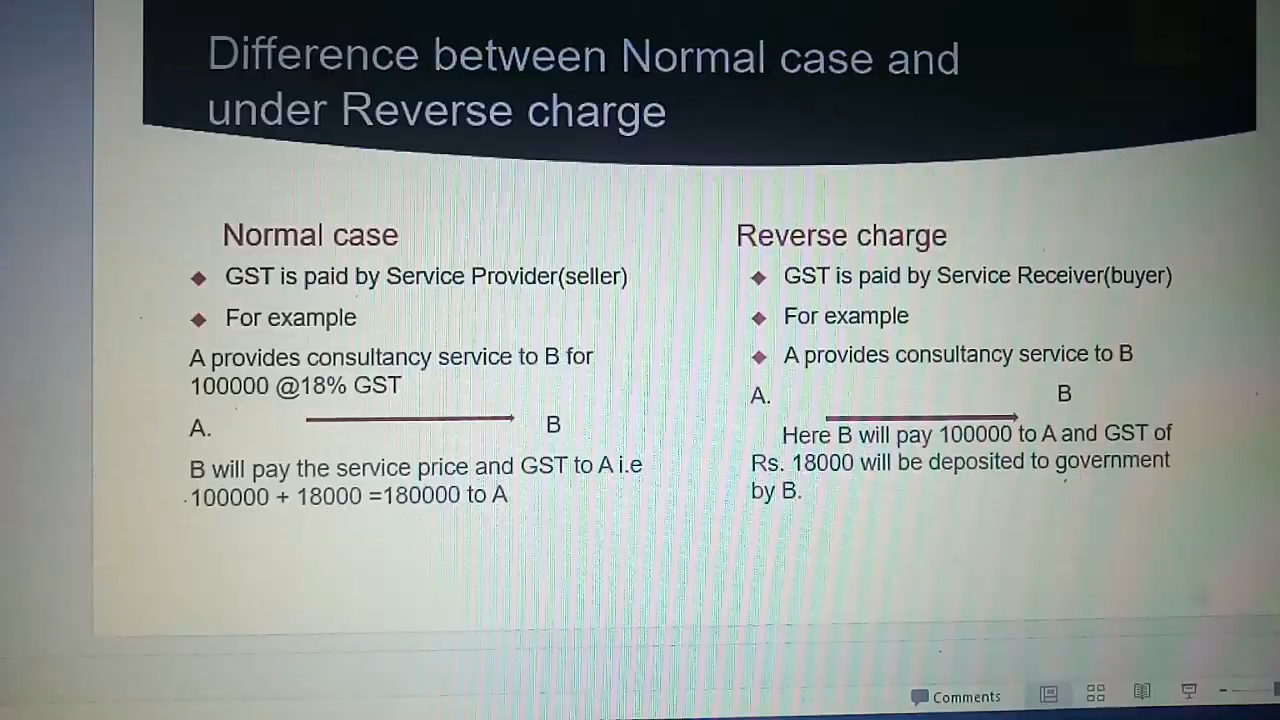 Difference between Normal case and
under Reverse charge
Normal case
GST is paid by Service Provider(seller)
For example
A provides consultancy service to B for
100000 @18% GST
A. B
B will pay the service price and GST to A i.e
100000 + 18000 =180000 to A
Reverse charge
GST is paid by Service Receiver(buyer)
For example
A provides consultancy service to B
A. B
Here B will pay 100000 to A and GST of
Rs. 18000 will be deposited to government
by B.
Comments